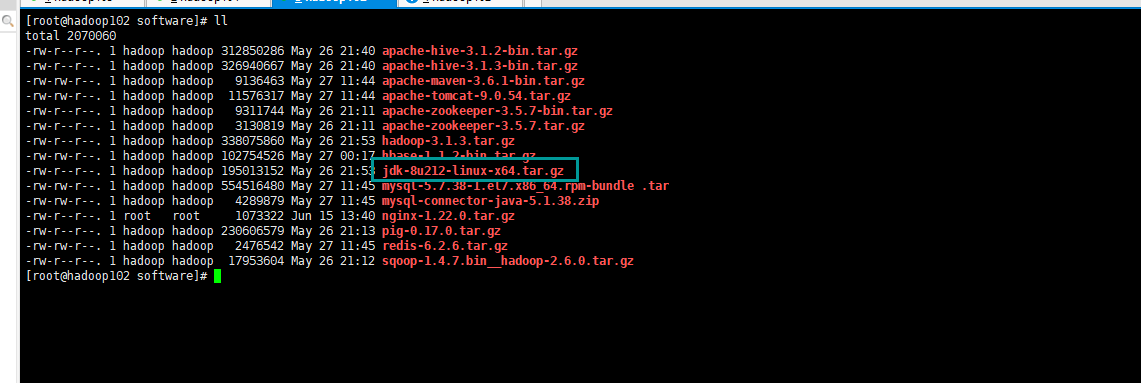 [root@hadoop102 software]# ll
total 2070060
-rw-r--r--. 1 hadoop hadoop 312850286 May 26 21:40 apache-hive-3.1.2-bin.tar.gz
-rw-r--r--. 1 hadoop hadoop 326940667 May 26 21:40 apache-hive-3.1.3-bin.tar.gz
-rw-rw-r--. 1 hadoop hadoop   9136463 May 27 11:44 apache-maven-3.6.1-bin.tar.gz
-rw-rw-r--. 1 hadoop hadoop  11576317 May 27 11:44 apache-tomcat-9.0.54.tar.gz
-rw-r--r--. 1 hadoop hadoop   9311744 May 26 21:11 apache-zookeeper-3.5.7-bin.tar.gz
-rw-r--r--. 1 hadoop hadoop   3130819 May 26 21:11 apache-zookeeper-3.5.7.tar.gz
-rw-r--r--. 1 hadoop hadoop 338075860 May 26 21:53 hadoop-3.1.3.tar.gz
-rw-r--r--. 1 hadoop hadoop 102754526 May 27 00:17 hbase-1.1.2-bin.tar.gz
-rw-r--r--. 1 hadoop hadoop 195013152 May 26 21:53 jdk-8u212-linux-x64.tar.gz
-rw-rw-r--. 1 hadoop hadoop 554516480 May 27 11:45 mysql-5.7.38-1.el7.x86_64.rpm-bundle .tar
-rw-rw-r--. 1 hadoop hadoop   4289879 May 27 11:45 mysql-connector-java-5.1.38.zip
-rw-r--r--. 1 root   root     1073322 Jun 15 13:40 nginx-1.22.0.tar.gz
-rw-r--r--. 1 hadoop hadoop 230606579 May 26 21:13 pig-0.17.0.tar.gz
-rw-rw-r--. 1 hadoop hadoop   2476542 May 27 11:45 redis-6.2.6.tar.gz
-rw-r--r--. 1 hadoop hadoop  17953604 May 26 21:12 sqoop-1.4.7.bin__hadoop-2.6.0.tar.gz
[root@hadoop102 software]#